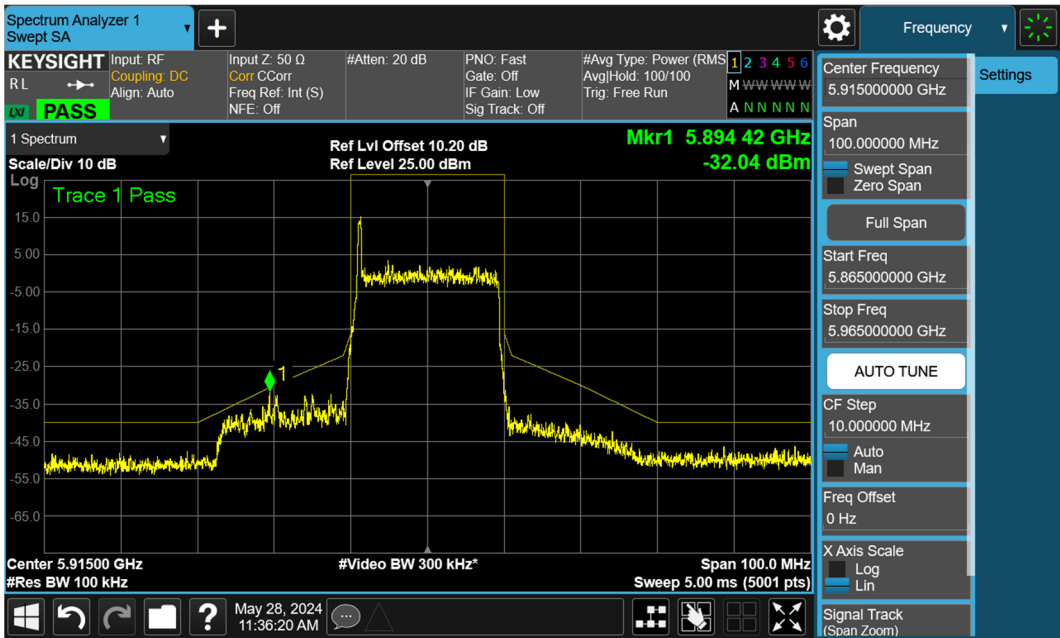 Spectrum Analyzer 1
Swept SA
+
Frequency
KEYSIGHT
R L
LXI
PASS
Input: RF
Coupling: DC
Align: Auto
Input Z: 50 Ω
Corr CCorr
Freq Ref: Int (S)
NFE: Off
#Atten: 20 dB
PNO: Fast
Gate: Off
IF Gain: Low
Sig Track: Off
#Avg Type: Power (RMS
Avg|Hold: 100/100
Trig: Free Run
1 2 3 4 5 6
M W W W W W
A N N N N N
1 Spectrum
Scale/Div 10 dB
Ref Lvl Offset 10.20 dB
Ref Level 25.00 dBm
Mkr1 5.894 42 GHz
-32.04 dBm
Log
Trace 1 Pass
15.0
5.00
-5.00
-15.0
-25.0
-35.0
-45.0
-55.0
-65.0
1
Center 5.91500 GHz
#Res BW 100 kHz
#Video BW 300 kHz*
Span 100.0 MHz
Sweep 5.00 ms (5001 pts)
Center Frequency
5.915000000 GHz
Span
100.000000 MHz
Swept Span
Zero Span
Full Span
Start Freq
5.865000000 GHz
Stop Freq
5.965000000 GHz
AUTO TUNE
CF Step
10.000000 MHz
Auto
Man
Freq Offset
0 Hz
X Axis Scale
Log
Lin
Signal Track
(Span Zoom)
Settings
?
May 28, 2024
11:36:20 AM